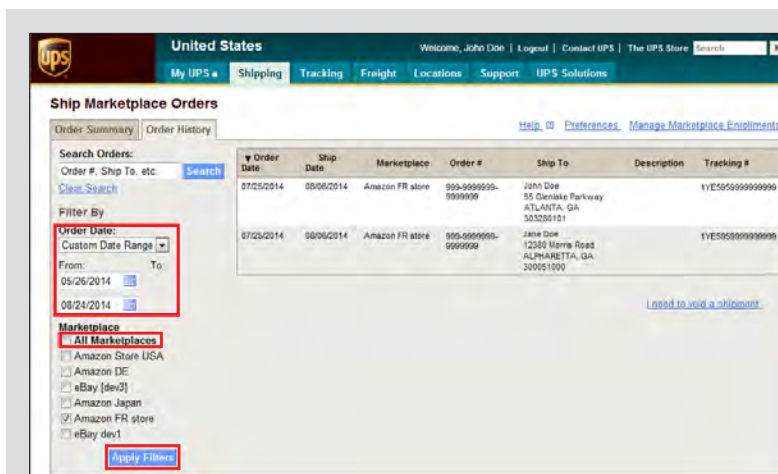 ups
United States
Welcome, John Doe | Logout | Contact UPS | The UPS Store Search
My UPS Shipping Tracking Freight Locations Support UPS Solutions
Ship Marketplace Orders
Order Summary Order History
Help Preferences Manage Marketplace Enrollments
Search Orders:
Order #, Ship To, etc. Search
Clear Search
Filter By
Order Date:
Custom Date Range
From: To:
05/26/2014
08/24/2014
Marketplace
All Marketplaces
Amazon Store USA
Amazon DE
eBay [dev3]
Amazon Japan
Amazon FR store
eBay dev1
Apply Filters
▼ Order Date Ship Date Marketplace Order # Ship To Description Tracking #
07/25/2014 08/06/2014 Amazon FR store 999-9999999-9999999 John Doe
55 Glenlake Parkway
ATLANTA, GA
303280101
07/25/2014 08/06/2014 Amazon FR store 999-9999999-9999999 Jane Doe
12380 Morris Road
ALPHARETTA, GA
300051000
I need to void a shipment